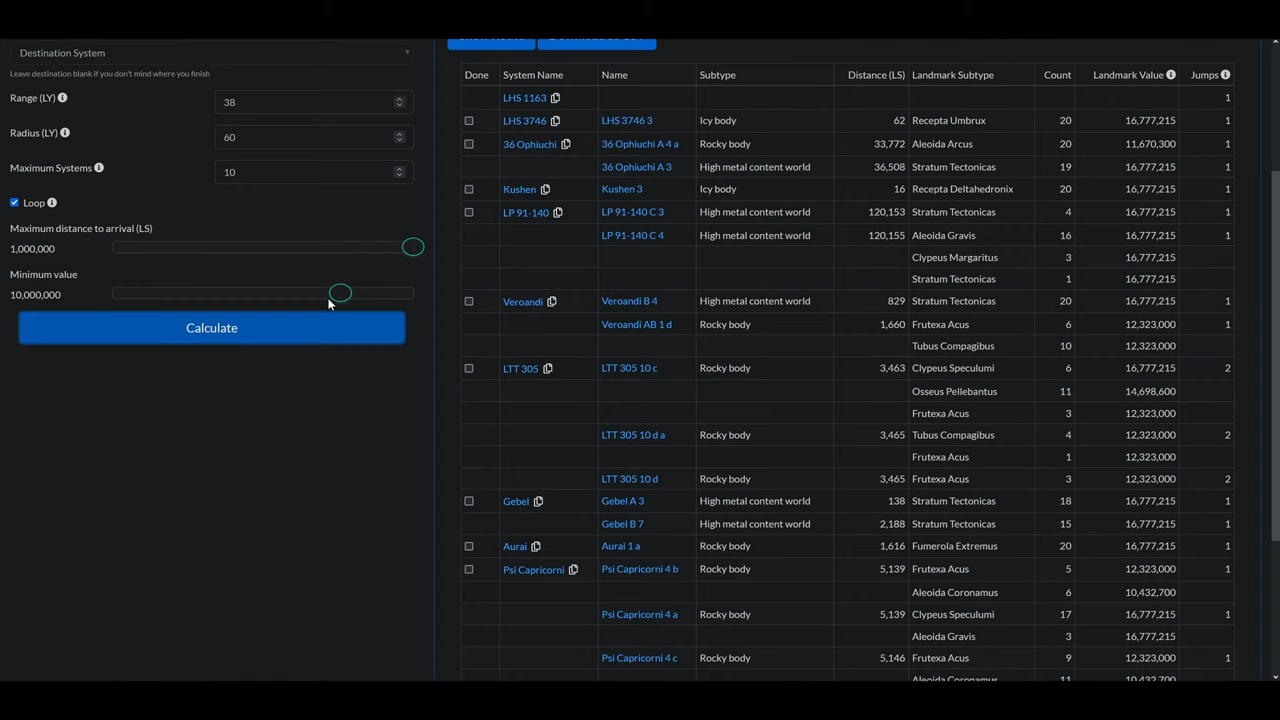 Destination System
Leave destination blank if you don't mind where you finish
Range (LY)
38
Radius (LY)
60
Maximum Systems
10
Loop
Maximum distance to arrival (LS)
1,000,000
Minimum value
10,000,000
Calculate
Done System Name Name Subtype Distance (LS) Landmark Subtype Count Landmark Value Jumps
LHS 1163 1
LHS 3746 LHS 3746 3 Icy body 62 Recepta Umbrux 20 16,777,215 1
36 Ophiuchi 36 Ophiuchi A 4 a Rocky body 33,772 Aleoida Arcus 20 11,670,300 1
36 Ophiuchi A 3 High metal content world 36,508 Stratum Tectonicas 19 16,777,215 1
Kushen Kushen 3 Icy body 16 Recepta Deltahedronix 20 16,777,215 1
LP 91-140 LP 91-140 C 3 High metal content world 120,153 Stratum Tectonicas 4 16,777,215 1
LP 91-140 C 4 High metal content world 120,155 Aleoida Gravis 16 16,777,215 1
Clypeus Margaritus 3 16,777,215
Stratum Tectonicas 1 16,777,215
Veroandi Veroandi B 4 High metal content world 829 Stratum Tectonicas 20 16,777,215 1
Veroandi AB 1 d Rocky body 1,660 Frutexa Acus 6 12,323,000 1
Tubus Compagibus 10 12,323,000
LTT 305 LTT 305 10 c Rocky body 3,463 Clypeus Speculumi 6 16,777,215 2
Osseus Pellebantus 11 14,698,600
Frutexa Acus 3 12,323,000
LTT 305 10 d a Rocky body 3,465 Tubus Compagibus 4 12,323,000 2
Frutexa Acus 1 12,323,000
LTT 305 10 d Rocky body 3,465 Frutexa Acus 3 12,323,000 2
Gebel Gebel A 3 High metal content world 138 Stratum Tectonicas 18 16,777,215 1
Gebel B 7 High metal content world 2,188 Stratum Tectonicas 15 16,777,215 1
Aurai Aurai 1 a Rocky body 1,616 Fumerola Extremus 20 16,777,215 1
Psi Capricorni Psi Capricorni 4 b Rocky body 5,139 Frutexa Acus 5 12,323,000 1
Aleoida Coronamus 6 10,432,700
Psi Capricorni 4 a Rocky body 5,139 Clypeus Speculumi 17 16,777,215 1
Aleoida Gravis 3 16,777,215
Psi Capricorni 4 c Rocky body 5,146 Frutexa Acus 9 12,323,000 1
Aleoida Coronamus 11 10,432,700